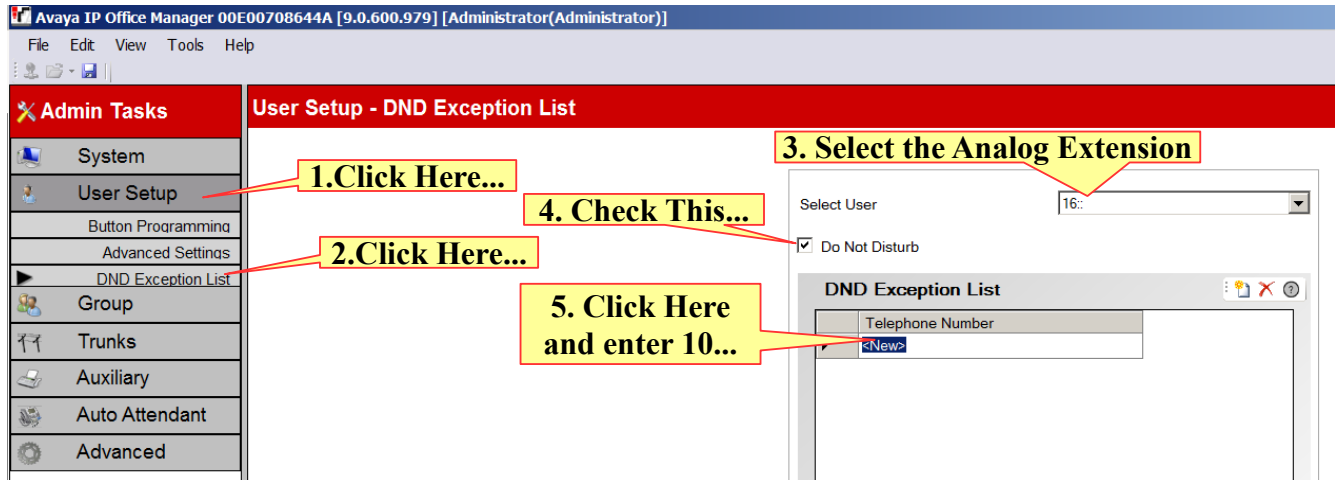 Avaya IP Office Manager 00E00708644A [9.0.600.979] [Administrator(Administrator)]
File Edit View Tools Help
Admin Tasks
User Setup - DND Exception List
System
User Setup
Button Programming
Advanced Settings
DND Exception List
Group
Trunks
Auxiliary
Auto Attendant
Advanced
1.Click Here...
2.Click Here...
3. Select the Analog Extension
Select User
16::
4. Check This...
Do Not Disturb
DND Exception List
5. Click Here
and enter 10...
Telephone Number
<New>